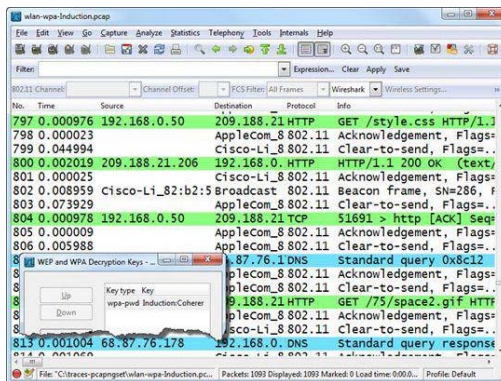 wlan-wpa-Induction.pcap
File Edit View Go Capture Analyze Statistics Telephony Tools Internals Help
Filter: Expression... Clear Apply Save
802.11 Channel: Channel Offset: FCS Filter: All Frames Wireshark Wireless Settings...
No. Time Source Destination Protocol Info
797 0.000976 192.168.0.50 209.188.21 HTTP GET /style.css HTTP/1.1
798 0.000023 AppleCom_8 802.11 Acknowledgement, Flags=
799 0.044994 Cisco-Li_8 802.11 Clear-to-send, Flags=.
800 0.002019 209.188.21.206 192.168.0. HTTP HTTP/1.1 200 OK (text/
801 0.000025 Cisco-Li_8 802.11 Acknowledgement, Flags=
802 0.008959 Cisco-Li_82:b2:5 Broadcast 802.11 Beacon frame, SN=286, F
803 0.073929 AppleCom_8 802.11 Clear-to-send, Flags=.
804 0.000978 192.168.0.50 209.188.21 TCP 51691 > http [ACK] Seq=
805 0.000009 AppleCom_8 802.11 Acknowledgement, Flags=
806 0.005988 AppleCom_8 802.11 Clear-to-send, Flags=.
.87.76.1 DNS Standard query 0x8c12
WEP and WPA Decryption Keys - ...
pleCom_8 802.11 Acknowledgement, Flags=
pleCom_8 802.11 Clear-to-send, Flags=.
Up
Key type Key
wpa-pwd Induction:Coherer
Down
9.188.21 HTTP GET /75/space2.gif HTTP
pleCom_8 802.11 Acknowledgement, Flags=
sco-Li_8 802.11 Clear-to-send, Flags=.
813 0.001004 68.87.76.178 192.168.0. DNS Standard query response
File: "C:\traces-pcapngset\wlan-wpa-Induction.pc... Packets: 1093 Displayed: 1093 Marked: 0 Load time: 0:00.0... Profile: Default